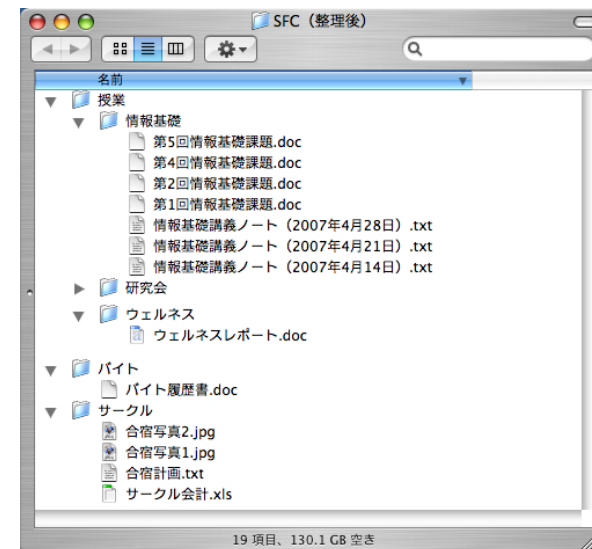 SFC（整理後）
名前
授業
情報基礎
第5回情報基礎課題.doc
第4回情報基礎課題.doc
第2回情報基礎課題.doc
第1回情報基礎課題.doc
情報基礎講義ノート（2007年4月28日）.txt
情報基礎講義ノート（2007年4月21日）.txt
情報基礎講義ノート（2007年4月14日）.txt
研究会
ウェルネス
ウェルネスレポート.doc
バイト
バイト履歴書.doc
サークル
合宿写真2.jpg
合宿写真1.jpg
合宿計画.txt
サークル会計.xls
19 項目、130.1 GB 空き